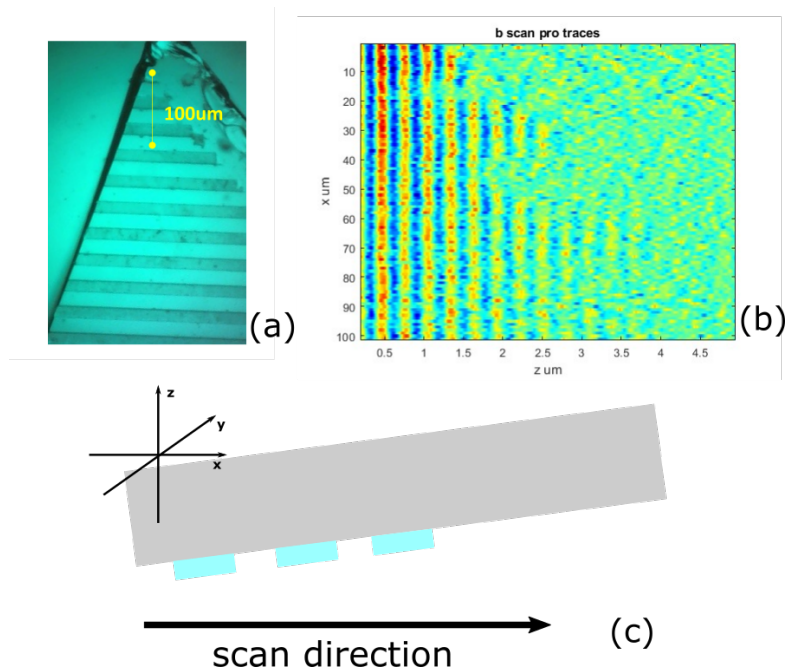 100um
(a)
b scan pro traces
10
20
30
40
50
60
70
80
90
100
x um
0.5 1 1.5 2 2.5 3 3.5 4 4.5
z um
(b)
z
y
x
scan direction
(c)